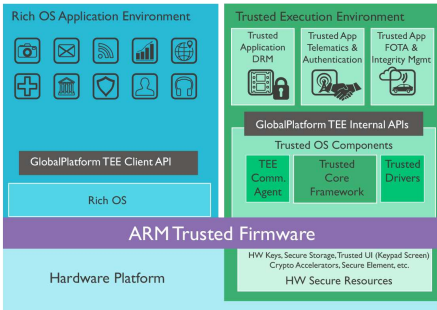 Rich OS Application Environment
GlobalPlatform TEE Client API
Rich OS
Trusted Execution Environment
Trusted
Application
DRM
Trusted App
Telematics &
Authentication
Trusted App
FOTA &
Integrity Mgmt
GlobalPlatform TEE Internal APIs
Trusted OS Components
TEE
Comm.
Agent
Trusted
Core
Framework
Trusted
Drivers
ARM Trusted Firmware
Hardware Platform
HW Keys, Secure Storage, Trusted UI (Keypad Screen)
Crypto Accelerators, Secure Element, etc.
HW Secure Resources